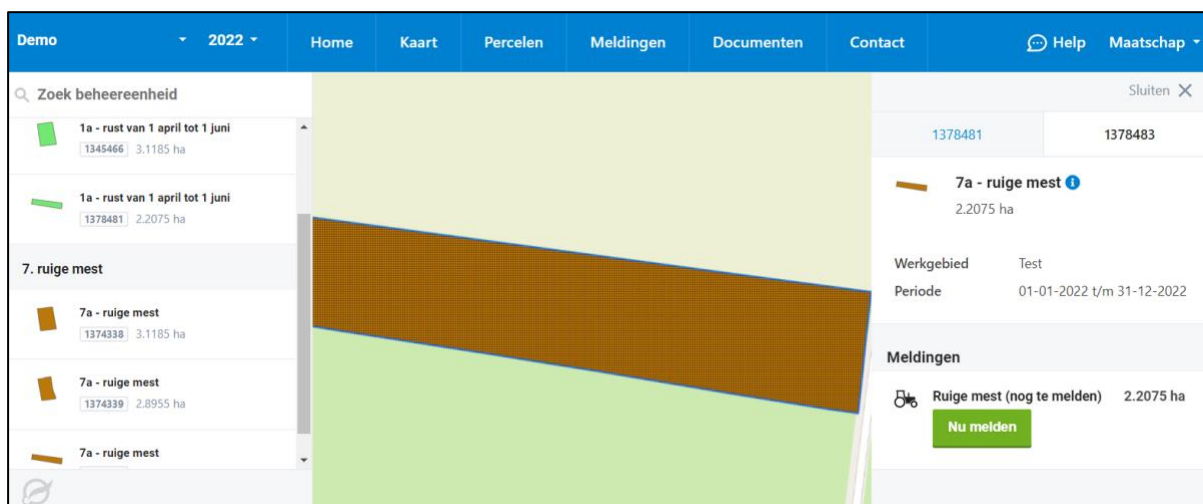 Demo 2022 Home Kaart Percelen Meldingen Documenten Contact Help Maatschap
Zoek beheereenheid
1a - rust van 1 april tot 1 juni
1345466 3.1185 ha
1a - rust van 1 april tot 1 juni
1378481 2.2075 ha
7. ruige mest
7a - ruige mest
1374338 3.1185 ha
7a - ruige mest
1374339 2.8955 ha
7a - ruige mest
Sluiten
1378481 1378483
7a - ruige mest
2.2075 ha
Werkgebied Test
Periode 01-01-2022 t/m 31-12-2022
Meldingen
Ruige mest (nog te melden) 2.2075 ha
Nu melden